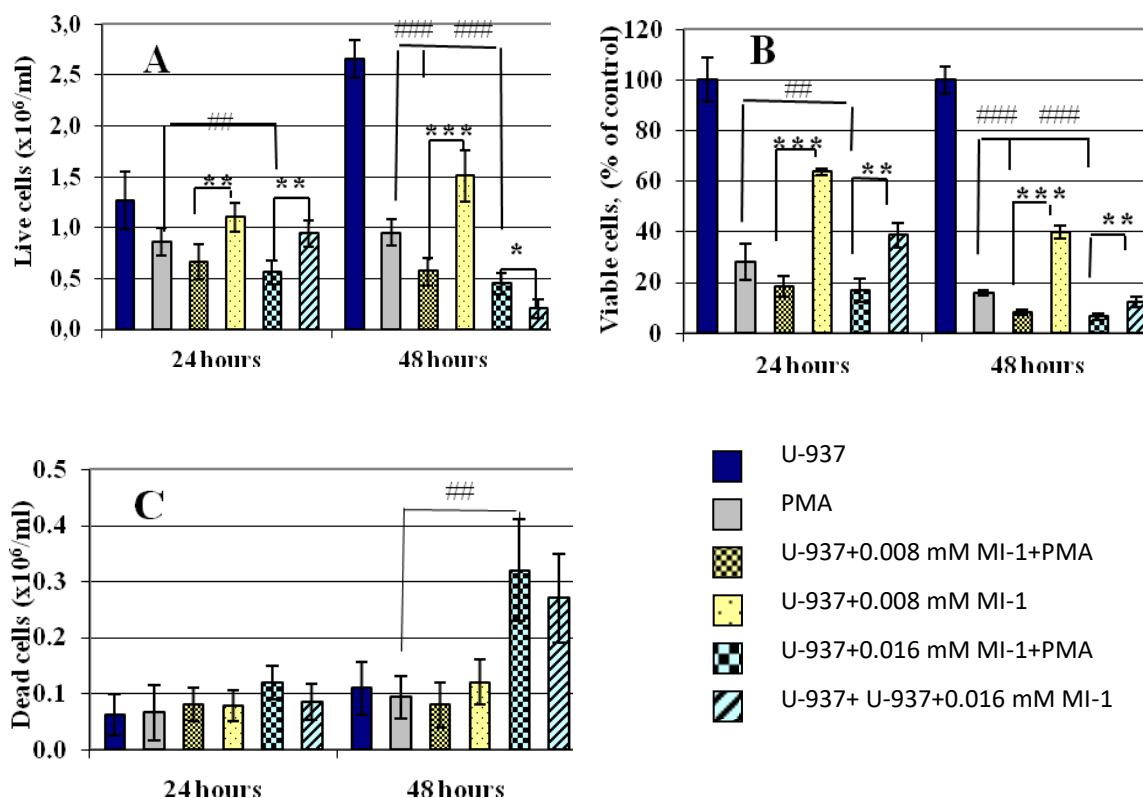 A
Live cells (x10⁶/ml)
3,0
2,5
2,0
1,5
1,0
0,5
0,0
##
**
**
###
###
***
*
24 hours
48 hours
B
Viable cells, (% of control)
120
100
80
60
40
20
0
##
***
**
###
###
***
**
24 hours
48 hours
C
Dead cells (x10⁶/ml)
0.5
0.4
0.3
0.2
0.1
0.0
##
24 hours
48 hours
U-937
PMA
U-937+0.008 mM MI-1+PMA
U-937+0.008 mM MI-1
U-937+0.016 mM MI-1+PMA
U-937+ U-937+0.016 mM MI-1